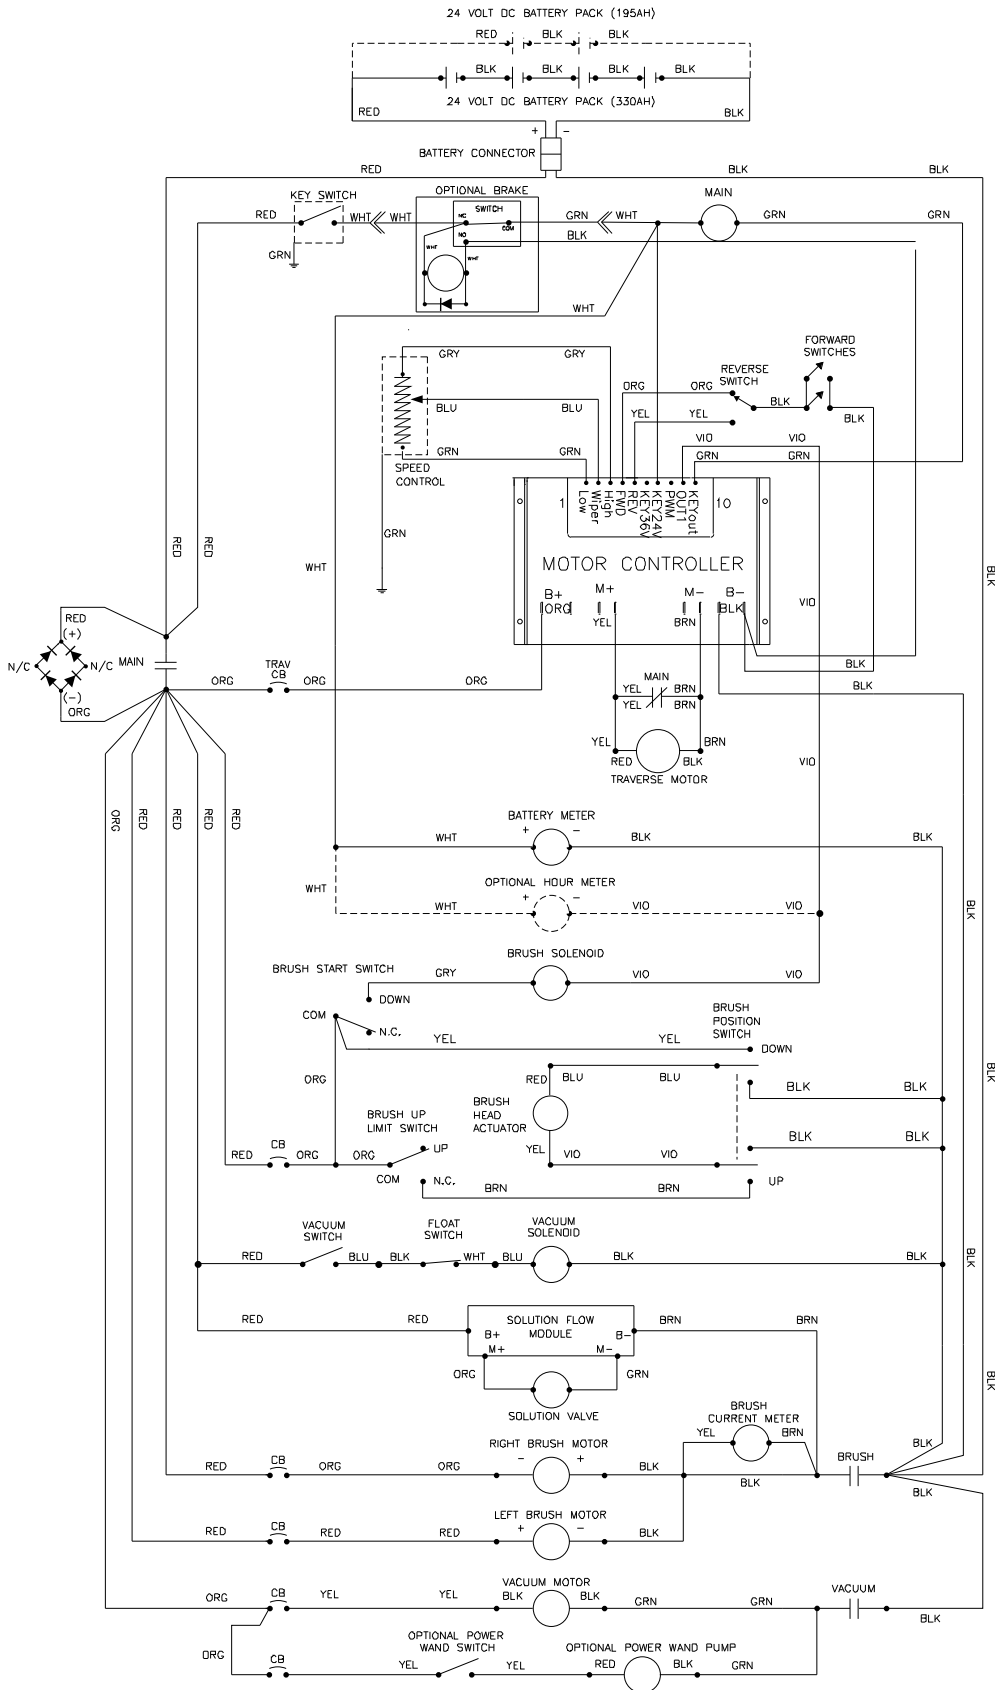 24 VOLT DC BATTERY PACK (195AH)
RED BLK BLK
BLK BLK BLK BLK
24 VOLT DC BATTERY PACK (330AH)
RED BLK
+ −
BATTERY CONNECTOR
RED BLK BLK
KEY SWITCH OPTIONAL BRAKE MAIN
SWITCH
RED WHT WHT NC COM GRN WHT GRN GRN
NO BLK
GRN WHT WHT
WHT
FORWARD
SWITCHES
GRY GRY
REVERSE
SWITCH
ORG ORG
BLU BLU BLK
YEL YEL BLK
VIO VIO
GRN GRN GRN GRN
SPEED
CONTROL
1 Low Wiper High FWD REV KEY36V KEY24V PWM OUT1 KEYout 10
GRN
RED RED
WHT MOTOR CONTROLLER BLK
B+ M+ M- B-
ORG BLK VIO
YEL BRN
RED
(+)
N/C N/C MAIN TRAV
CB BLK
ORG ORG ORG BLK
(-)
ORG
MAIN
YEL BRN
YEL BRN
YEL BRN
RED BLK VIO
TRAVERSE MOTOR
ORG RED RED RED RED
BATTERY METER
+ −
WHT BLK
OPTIONAL HOUR METER
WHT + −
WHT VIO VIO BLK
BRUSH SOLENOID
BRUSH START SWITCH
GRY VIO VIO
DOWN
COM BRUSH
POSITION
SWITCH
N.C. YEL YEL
DOWN
ORG RED BLU BLU BLK
BLK BLK
BRUSH
HEAD
ACTUATOR
BRUSH UP
LIMIT SWITCH
CB UP YEL BLK BLK
RED ORG ORG VIO VIO
COM N.C. BRN BRN UP
VACUUM
SWITCH
FLOAT
SWITCH
VACUUM
SOLENOID
RED BLU BLK WHT BLU BLK BLK BLK
RED RED SOLUTION FLOW
MODULE BRN BRN
B+ B-
M+ M-
ORG GRN
BLK
SOLUTION VALVE
BRUSH
CURRENT METER
YEL BRN
RIGHT BRUSH MOTOR BLK
CB − + BRUSH
RED ORG ORG BLK
BLK BLK
LEFT BRUSH MOTOR
CB + −
RED RED RED BLK
VACUUM MOTOR
CB VACUUM
ORG YEL YEL BLK BLK GRN GRN
BLK
OPTIONAL POWER
WAND SWITCH
OPTIONAL POWER WAND PUMP
ORG CB
YEL YEL RED BLK GRN